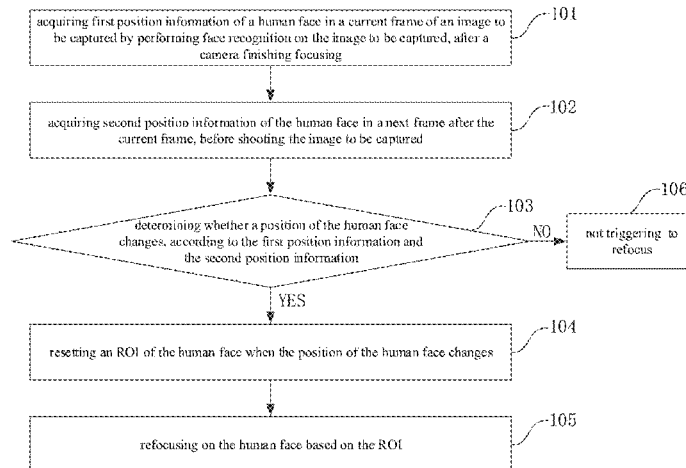 101
acquiring first position information of a human face in a current frame of an image to
be captured by performing face recognition on the image to be captured, after a
camera finishing focusing
102
acquiring second position information of the human face in a next frame after the
current frame, before shooting the image to be captured
103
106
determining whether a position of the human face
changes, according to the first position information and
the second position information
NO
not triggering to
refocus
YES
104
resetting an ROI of the human face when the position of the human face changes
105
refocusing on the human face based on the ROI